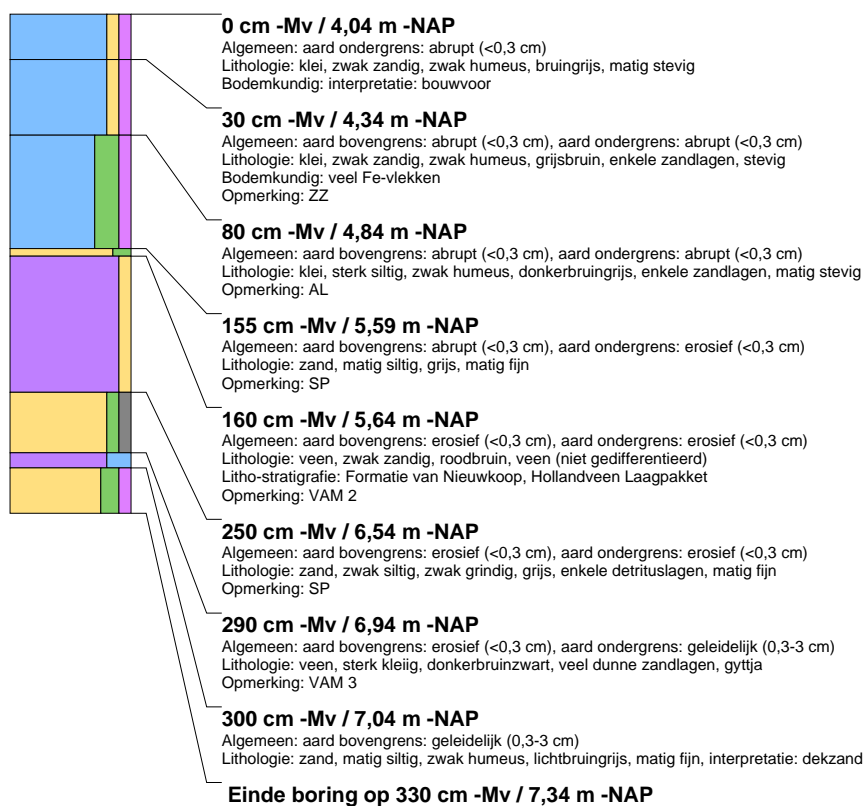 0 cm -Mv / 4,04 m -NAP
Algemeen: aard ondergrens: abrupt (<0,3 cm)
Lithologie: klei, zwak zandig, zwak humeus, bruingrijs, matig stevig
Bodemkundig: interpretatie: bouwvoor
30 cm -Mv / 4,34 m -NAP
Algemeen: aard bovengrens: abrupt (<0,3 cm), aard ondergrens: abrupt (<0,3 cm)
Lithologie: klei, zwak zandig, zwak humeus, grijsbruin, enkele zandlagen, stevig
Bodemkundig: veel Fe-vlekken
Opmerking: ZZ
80 cm -Mv / 4,84 m -NAP
Algemeen: aard bovengrens: abrupt (<0,3 cm), aard ondergrens: abrupt (<0,3 cm)
Lithologie: klei, sterk siltig, zwak humeus, donkerbruingrijs, enkele zandlagen, matig stevig
Opmerking: AL
155 cm -Mv / 5,59 m -NAP
Algemeen: aard bovengrens: abrupt (<0,3 cm), aard ondergrens: erosief (<0,3 cm)
Lithologie: zand, matig siltig, grijs, matig fijn
Opmerking: SP
160 cm -Mv / 5,64 m -NAP
Algemeen: aard bovengrens: erosief (<0,3 cm), aard ondergrens: erosief (<0,3 cm)
Lithologie: veen, zwak zandig, roodbruin, veen (niet gedifferentieerd)
Litho-stratigrafie: Formatie van Nieuwkoop, Hollandveen Laagpakket
Opmerking: VAM 2
250 cm -Mv / 6,54 m -NAP
Algemeen: aard bovengrens: erosief (<0,3 cm), aard ondergrens: erosief (<0,3 cm)
Lithologie: zand, zwak siltig, zwak grindig, grijs, enkele detrituslagen, matig fijn
Opmerking: SP
290 cm -Mv / 6,94 m -NAP
Algemeen: aard bovengrens: erosief (<0,3 cm), aard ondergrens: geleidelijk (0,3-3 cm)
Lithologie: veen, sterk kleiig, donkerbruinzwart, veel dunne zandlagen, gyttja
Opmerking: VAM 3
300 cm -Mv / 7,04 m -NAP
Algemeen: aard bovengrens: geleidelijk (0,3-3 cm)
Lithologie: zand, matig siltig, zwak humeus, lichtbruingrijs, matig fijn, interpretatie: dekzand
Einde boring op 330 cm -Mv / 7,34 m -NAP